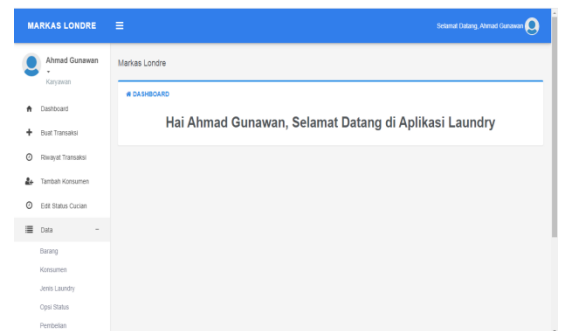 MARKAS LONDRE
Selamat Datang, Ahmad Gunawan
Ahmad Gunawan
Karyawan
Dashboard
Buat Transaksi
Riwayat Transaksi
Tambah Konsumen
Edit Status Cucian
Data
Barang
Konsumen
Jenis Laundry
Opsi Status
Pembelian
Markas Londre
DASHBOARD
Hai Ahmad Gunawan, Selamat Datang di Aplikasi Laundry